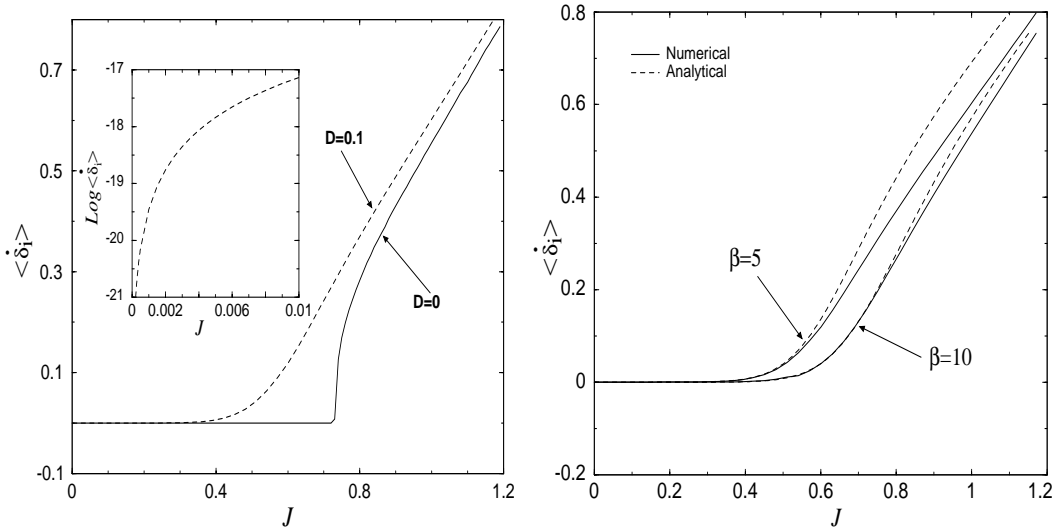 0.7
0.5
0.3
0.1
-0.1
<δ̇i>
0
0.4
0.8
1.2
J
-17
-18
-19
-20
-21
Log<δ̇i>
0
0.002
0.006
0.01
J
D=0.1
D=0
0.8
0.6
0.4
0.2
0
-0.2
<δ̇i>
0
0.2
0.4
0.6
0.8
1
1.2
J
Numerical
Analytical
β=5
β=10